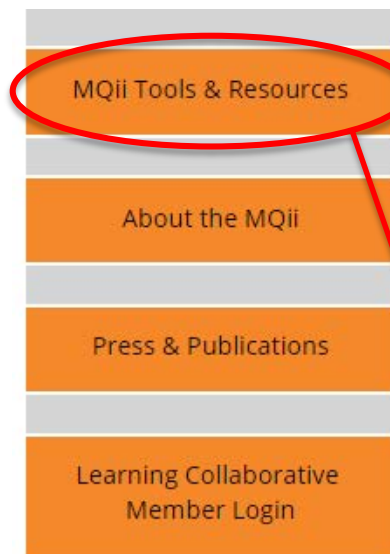 MQii Tools & Resources
About the MQii
Press & Publications
Learning Collaborative
Member Login